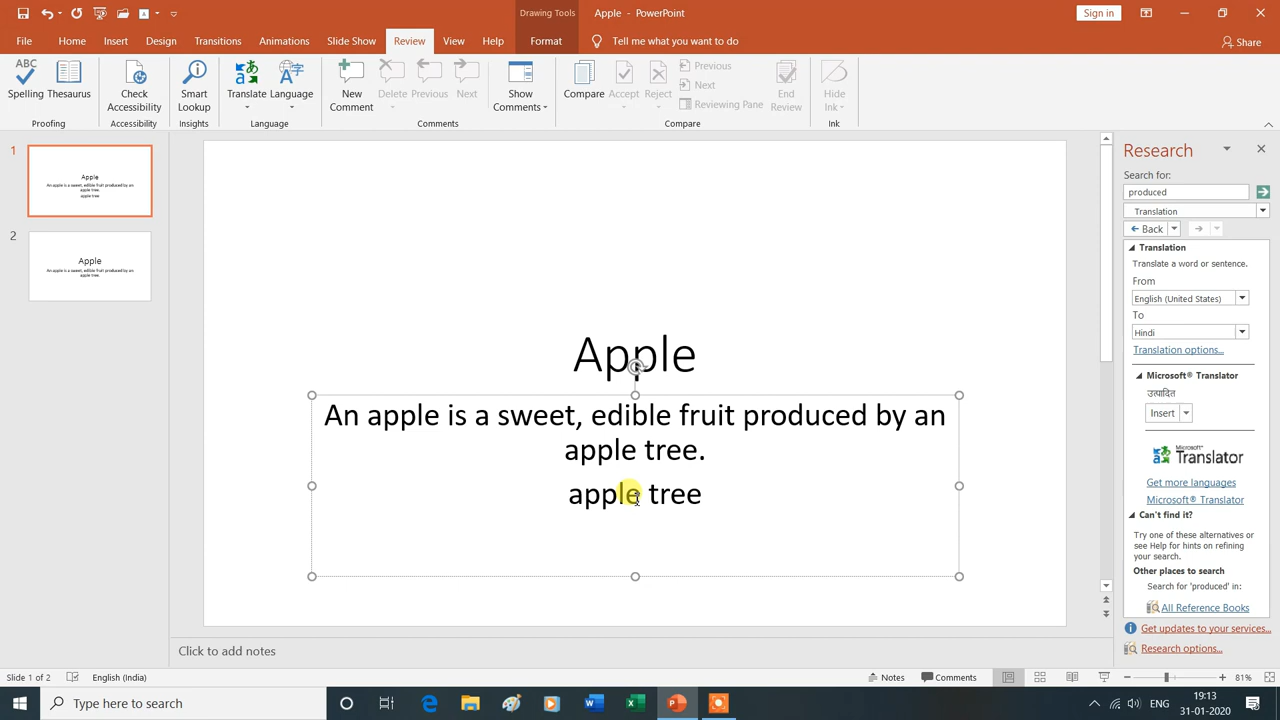 Drawing Tools
Apple - PowerPoint
Sign in
File Home Insert Design Transitions Animations Slide Show Review View Help Format Tell me what you want to do Share
ABC
Spelling Thesaurus
Check Accessibility
Smart Lookup
Translate Language
New Comment
Delete Previous Next
Show Comments
Compare Accept Reject
Previous
Next
Reviewing Pane
End Review
Hide Ink
Proofing Accessibility Insights Language Comments Compare Ink
1
Apple
An apple is a sweet, edible fruit produced by an
apple tree.
apple tree
2
Apple
An apple is a sweet, edible fruit produced by an
apple tree.
Apple
An apple is a sweet, edible fruit produced by an
apple tree.
apple tree
Click to add notes
Research
Search for:
produced
Translation
Back
Translation
Translate a word or sentence.
From
English (United States)
To
Hindi
Translation options...
Microsoft® Translator
उत्पादित
Insert
Microsoft®
Translator
Get more languages
Microsoft® Translator
Can't find it?
Try one of these alternatives or
see Help for hints on refining
your search.
Other places to search
Search for 'produced' in:
All Reference Books
Get updates to your services...
Research options...
Slide 1 of 2 English (India) Notes Comments 81%
Type here to search
ENG
19:13
31-01-2020